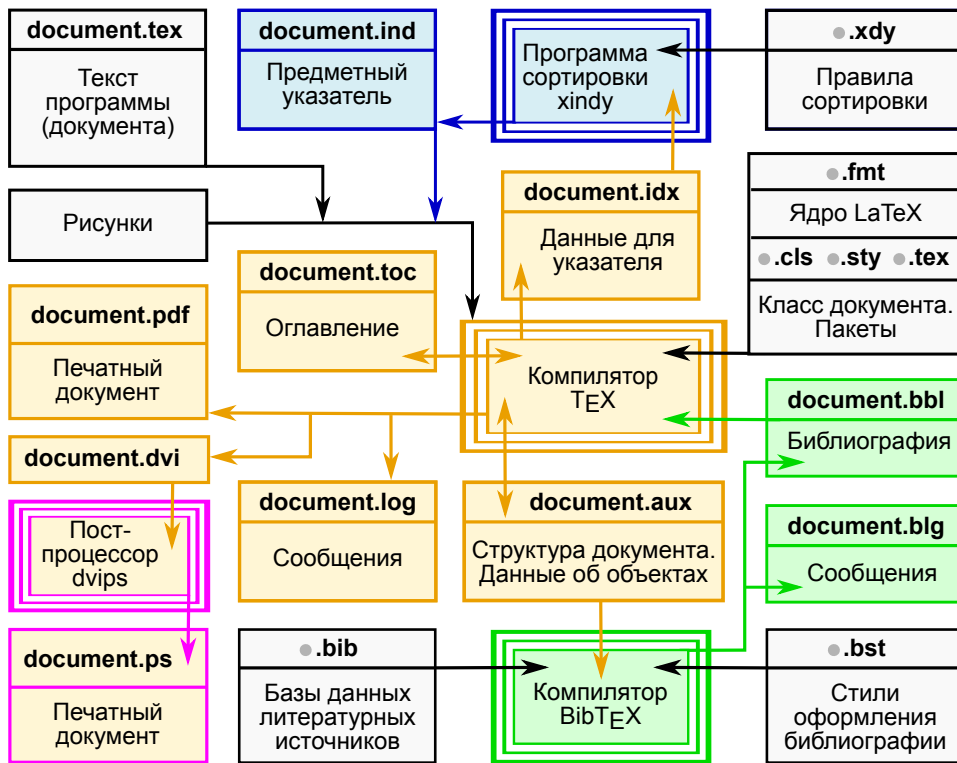 document.tex
Текст
программы
(документа)
document.ind
Предметный
указатель
Программа
сортировки
xindy
.xdy
Правила
сортировки
Рисунки
document.idx
Данные для
указателя
.fmt
Ядро LaTeX
.cls .sty .tex
Класс документа.
Пакеты
document.toc
Оглавление
document.pdf
Печатный
документ
Компилятор
TEX
document.bbl
Библиография
document.dvi
document.log
Сообщения
document.aux
Структура документа.
Данные об объектах
document.blg
Сообщения
Пост-
процессор
dvips
document.ps
Печатный
документ
.bib
Базы данных
литературных
источников
Компилятор
BibTEX
.bst
Стили
оформления
библиографии